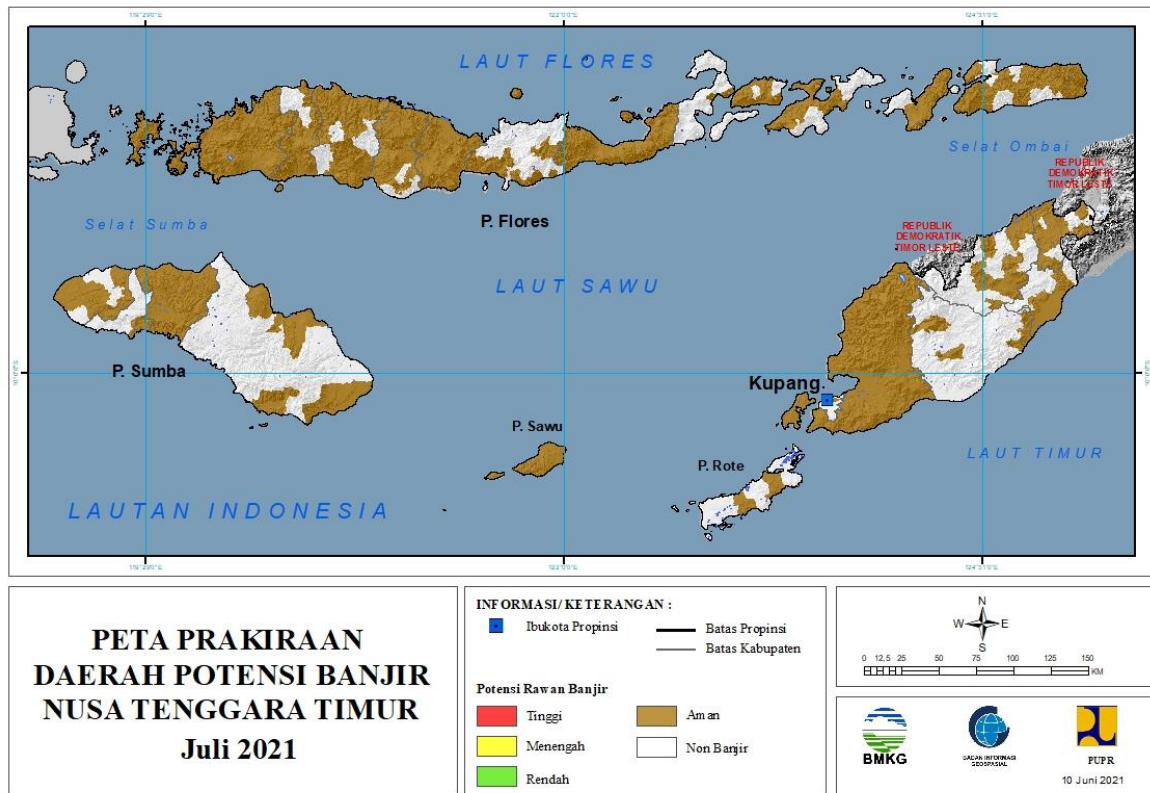 LAUT FLORES
Selat Ombai
REPUBLIK
DEMOKRATIK
TIMOR LESTE
P. Flores
Selat Sumba
REPUBLIK
DEMOKRATIK
TIMOR LESTE
LAUT SAWU
P. Sumba
Kupang
P. Sawu
P. Rote
LAUT TIMUR
LAUTAN INDONESIA
PETA PRAKIRAAN
DAERAH POTENSI BANJIR
NUSA TENGGARA TIMUR
Juli 2021
INFORMASI/ KETERANGAN :
Ibukota Propinsi
Batas Propinsi
Batas Kabupaten
Potensi Rawan Banjir
Tinggi
Aman
Menengah
Non Banjir
Rendah
N
W E
S
0 12,5 25 50 75 100 125 150
KM
BMKG
BADAN INFORMASI
GEOSPASIAL
PUPR
10 Juni 2021